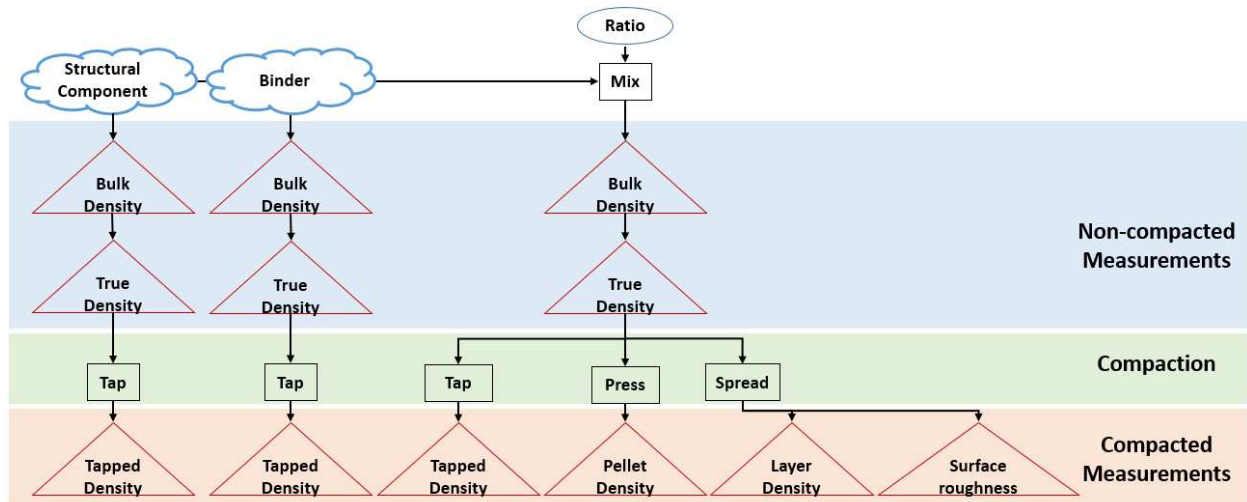 Ratio
Structural
Component
Binder
Mix
Bulk
Density
Bulk
Density
Bulk
Density
Non-compacted
Measurements
True
Density
True
Density
True
Density
Tap
Tap
Tap
Press
Spread
Compaction
Tapped
Density
Tapped
Density
Tapped
Density
Pellet
Density
Layer
Density
Surface
roughness
Compacted
Measurements